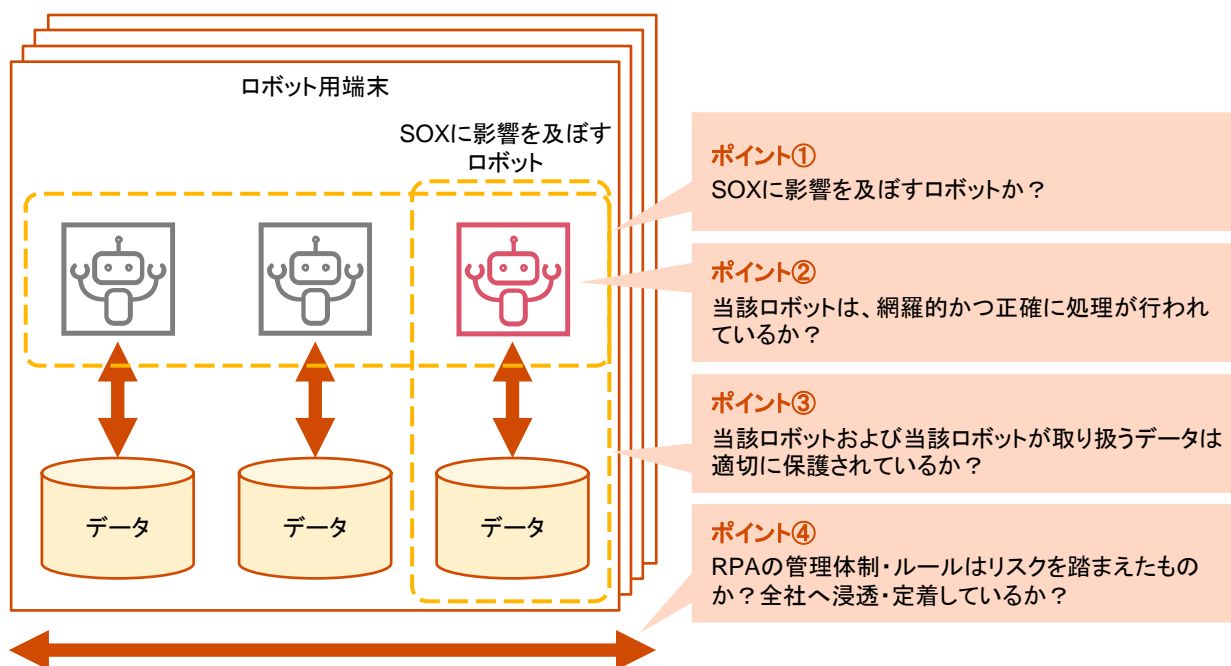 ロボット用端末
SOXに影響を及ぼす
ロボット
データ
データ
データ
ポイント①
SOXに影響を及ぼすロボットか？
ポイント②
当該ロボットは、網羅的かつ正確に処理が行われ
ているか？
ポイント③
当該ロボットおよび当該ロボットが取り扱うデータは
適切に保護されているか？
ポイント④
RPAの管理体制・ルールはリスクを踏まえたもの
か？全社へ浸透・定着しているか？